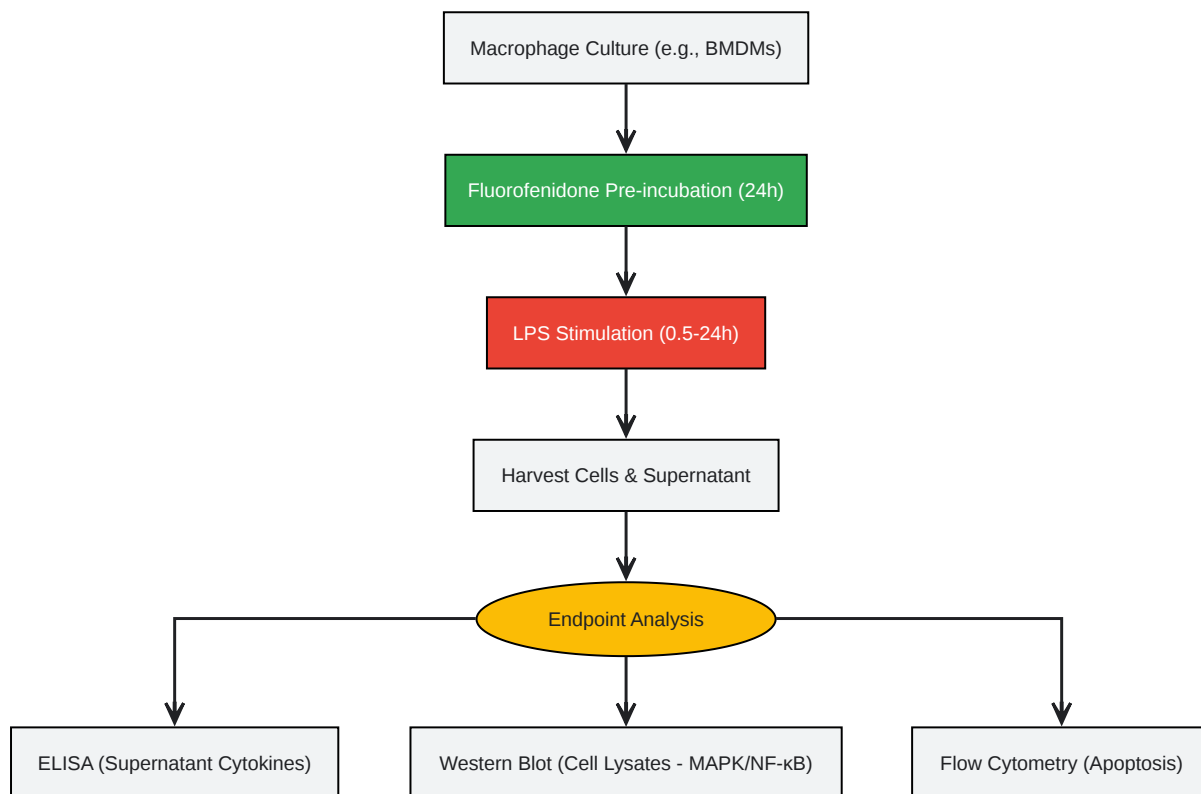 Macrophage Culture (e.g., BMDMs)
Fluorofenidone Pre-incubation (24h)
LPS Stimulation (0.5-24h)
Harvest Cells & Supernatant
Endpoint Analysis
ELISA (Supernatant Cytokines)
Western Blot (Cell Lysates - MAPK/NF-κB)
Flow Cytometry (Apoptosis)